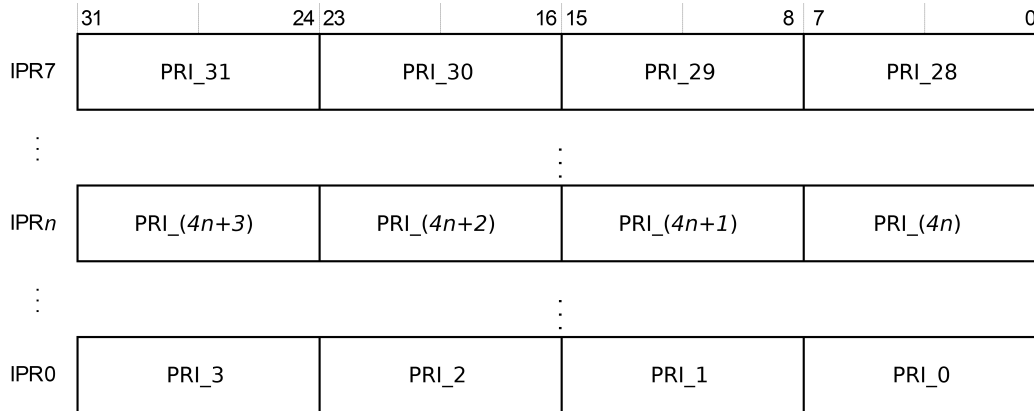 31 24 23 16 15 8 7 0
IPR7 PRI_31 PRI_30 PRI_29 PRI_28
IPRn PRI_(4n+3) PRI_(4n+2) PRI_(4n+1) PRI_(4n)
IPR0 PRI_3 PRI_2 PRI_1 PRI_0